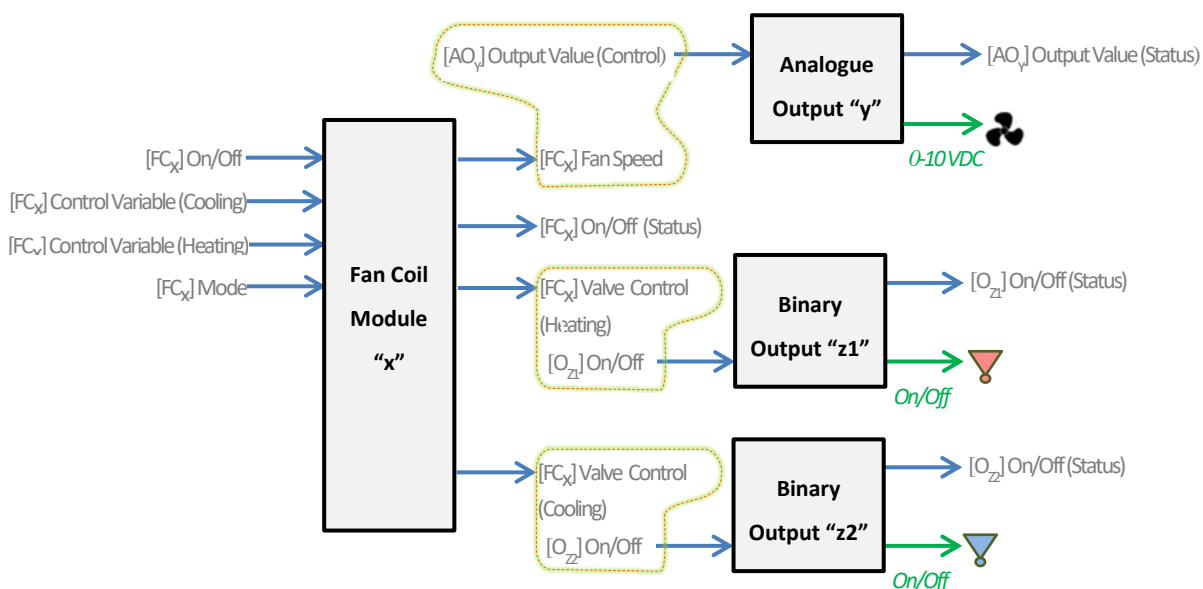 [AOY] Output Value (Control)
Analogue
Output “y”
[AOY] Output Value (Status)
0-10 VDC
[FCX] On/Off
[FCX] Control Variable (Cooling)
[FCX] Control Variable (Heating)
[FCX] Mode
Fan Coil
Module
“x”
[FCX] Fan Speed
[FCX] On/Off (Status)
[FCX] Valve Control
(Heating)
[OZ1] On/Off
Binary
Output “z1”
[OZ1] On/Off (Status)
On/Off
[FCX] Valve Control
(Cooling)
[OZ2] On/Off
Binary
Output “z2”
[OZ2] On/Off (Status)
On/Off